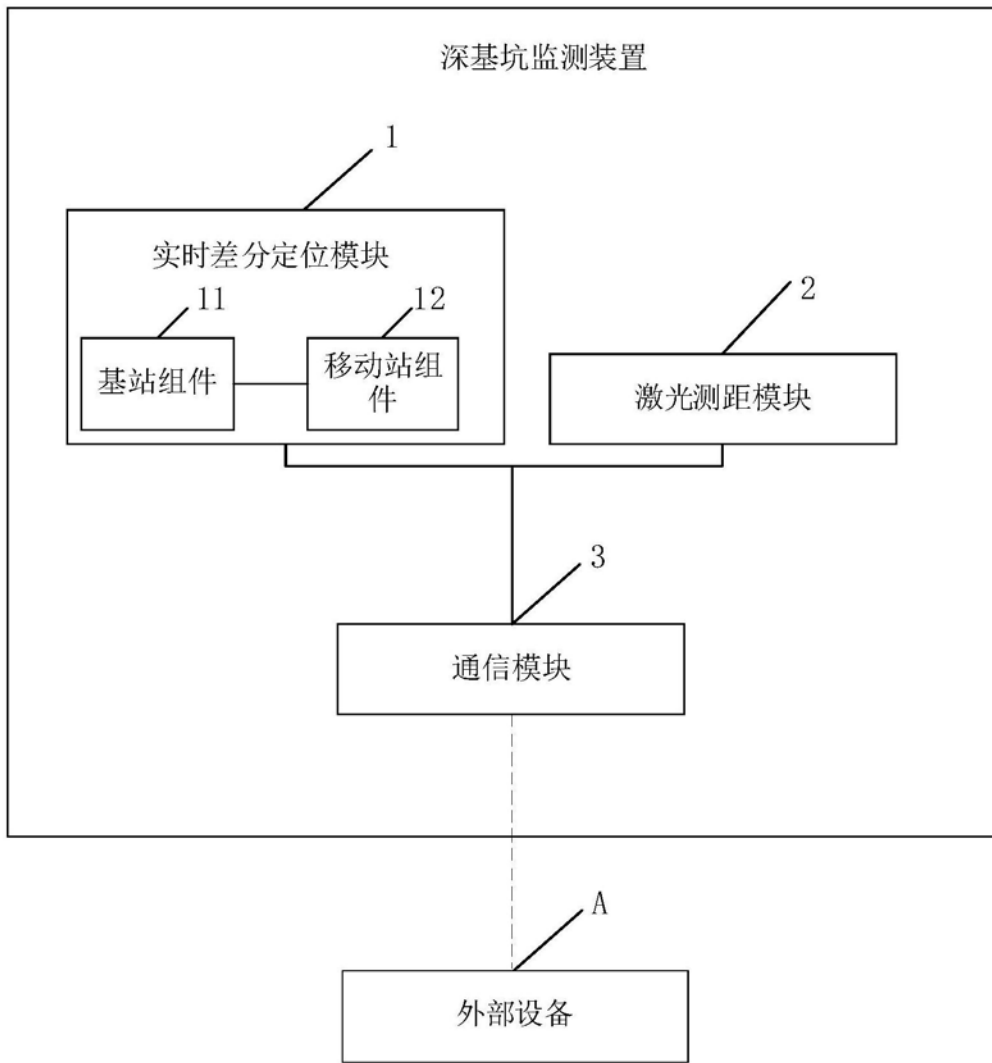 深基坑监测装置
1
实时差分定位模块
11
12
2
基站组件
移动站组
件
激光测距模块
3
通信模块
A
外部设备